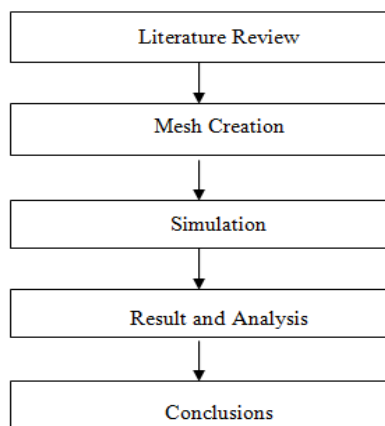 Literature Review
Mesh Creation
Simulation
Result and Analysis
Conclusions